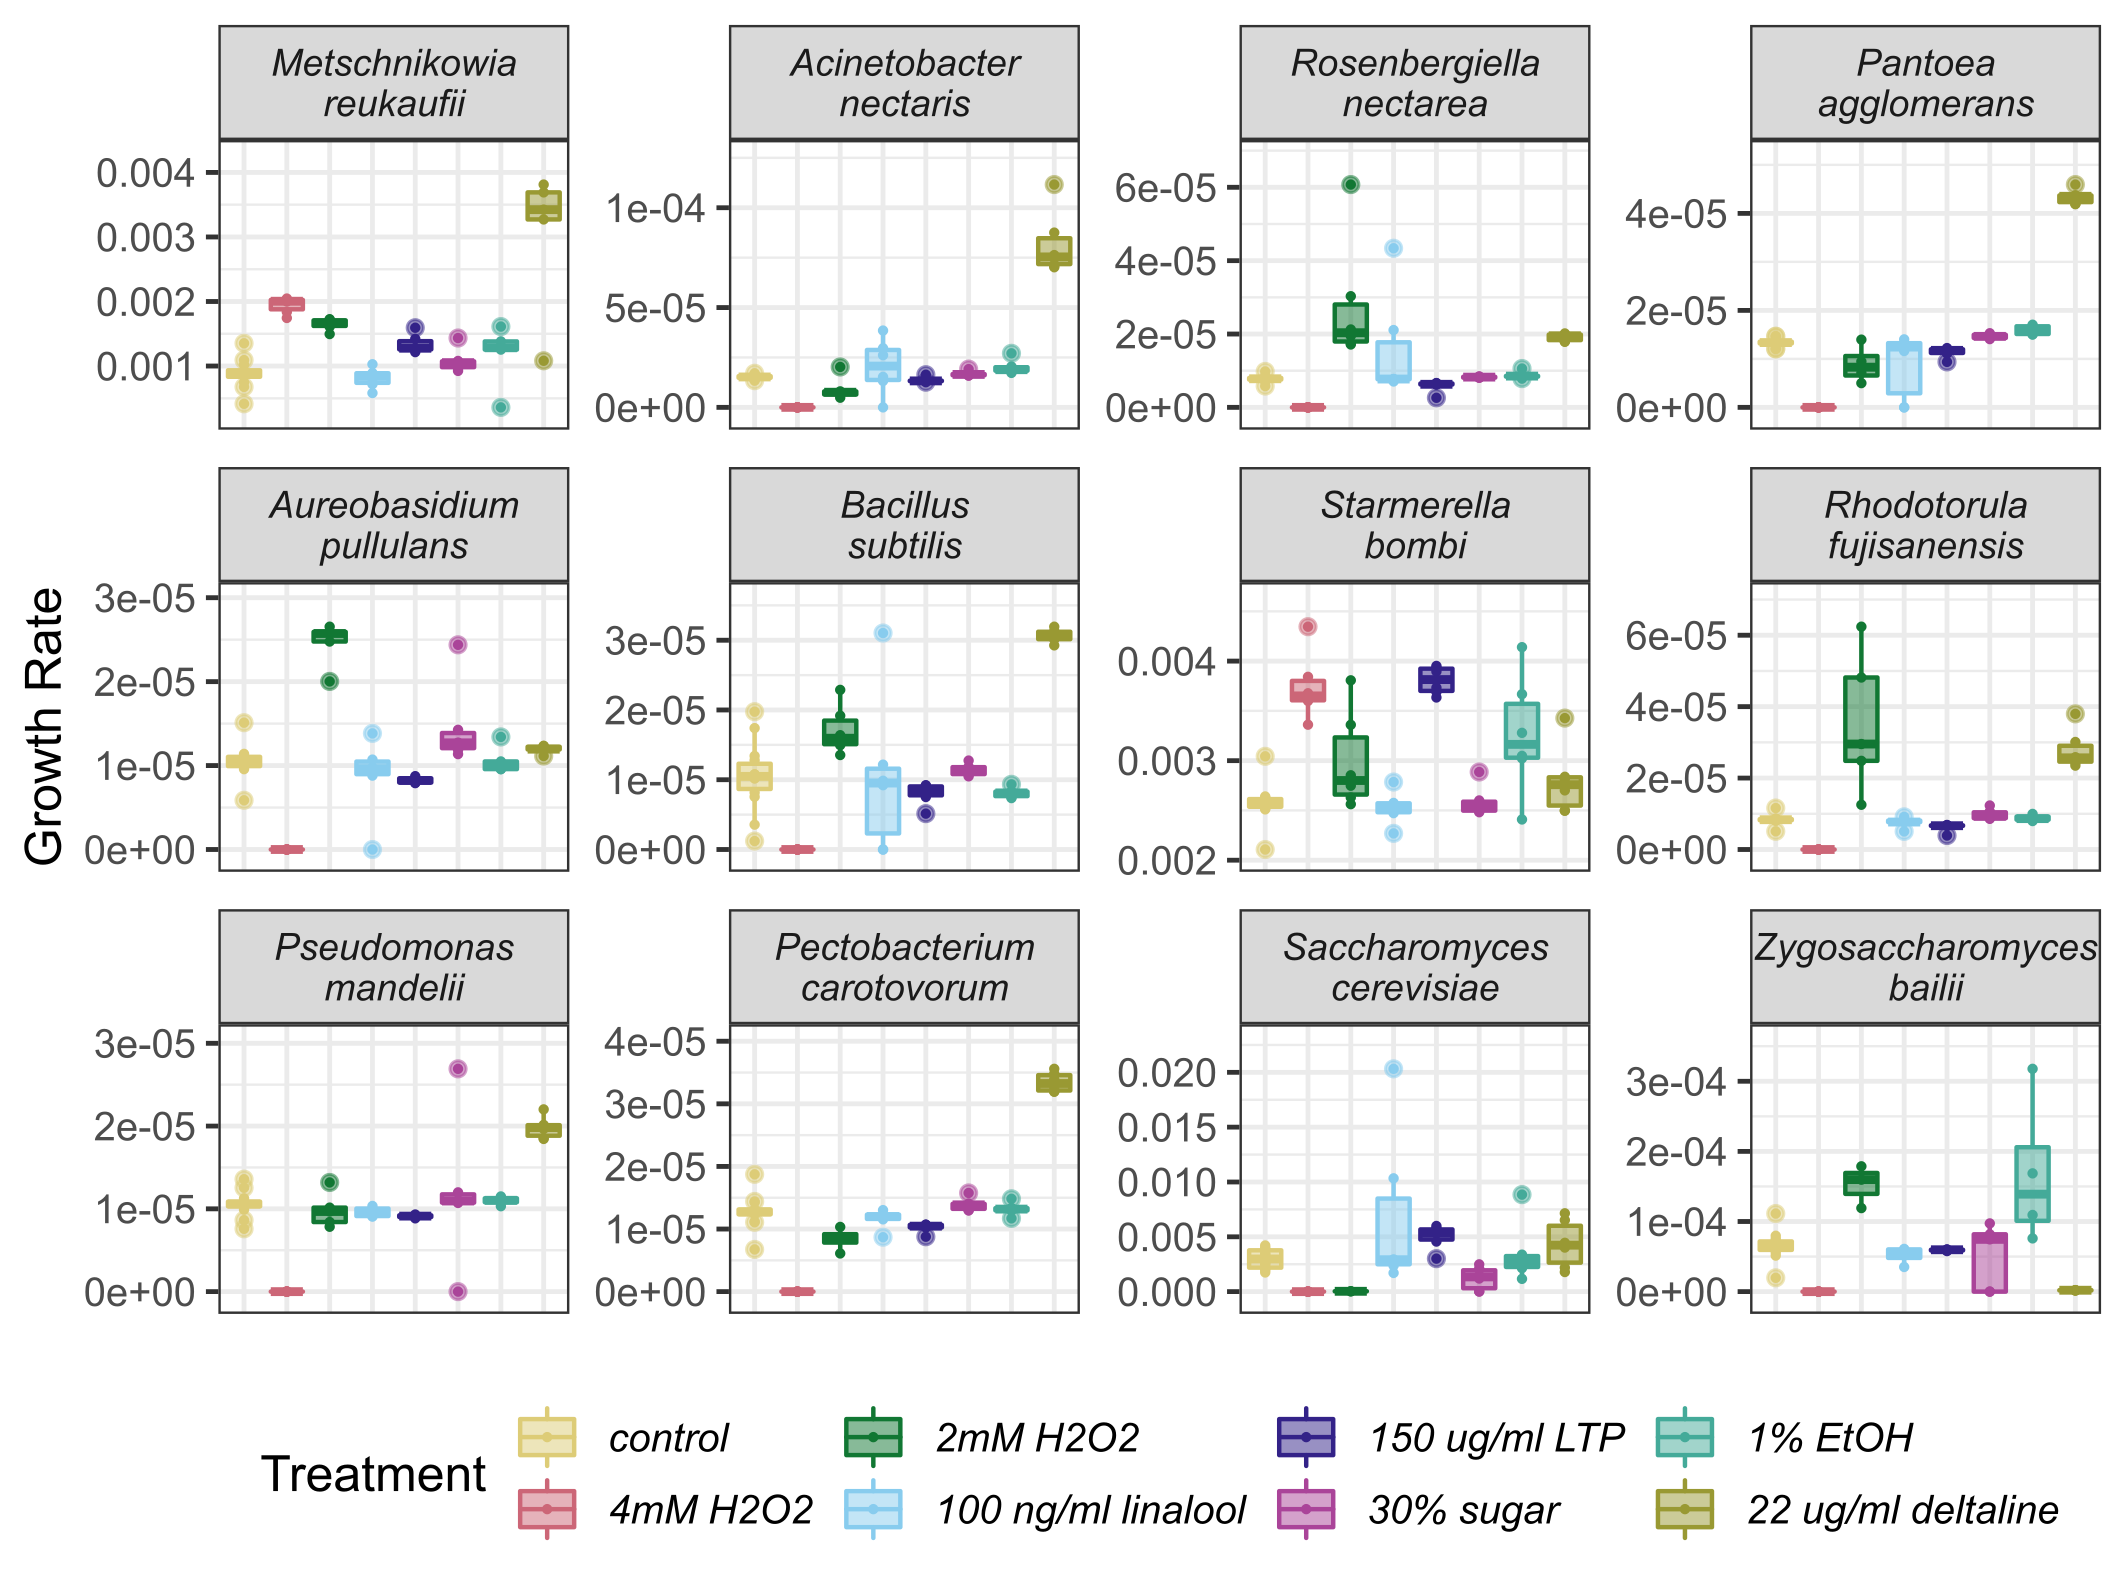 Metschnikowia
reukaufii
Acinetobacter
nectaris
Rosenbergiella
nectarea
Pantoea
agglomerans
0.004
0.003
0.002
0.001
1e-04
5e-05
0e+00
6e-05
4e-05
2e-05
0e+00
4e-05
2e-05
0e+00
Aureobasidium
pullulans
Bacillus
subtilis
Starmerella
bombi
Rhodotorula
fujisanensis
3e-05
2e-05
1e-05
0e+00
3e-05
2e-05
1e-05
0e+00
0.004
0.003
0.002
6e-05
4e-05
2e-05
0e+00
Growth Rate
Pseudomonas
mandelii
Pectobacterium
carotovorum
Saccharomyces
cerevisiae
Zygosaccharomyces
bailii
3e-05
2e-05
1e-05
0e+00
4e-05
3e-05
2e-05
1e-05
0e+00
0.020
0.015
0.010
0.005
0.000
3e-04
2e-04
1e-04
0e+00
Treatment
control
4mM H2O2
2mM H2O2
100 ng/ml linalool
150 ug/ml LTP
30% sugar
1% EtOH
22 ug/ml deltaline